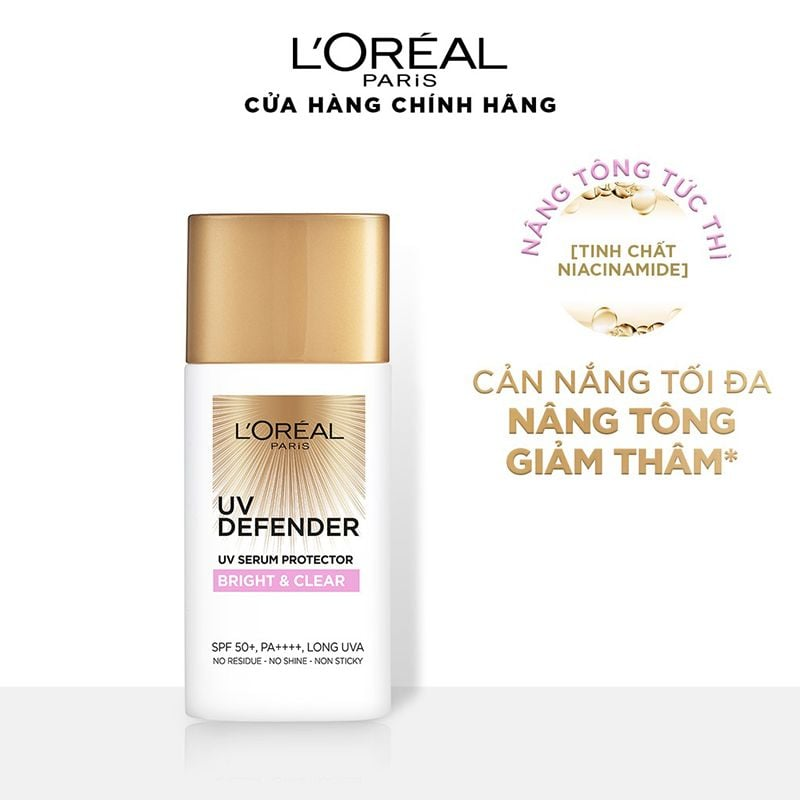 L'ORÉAL
PARiS
CỬA HÀNG CHÍNH HÃNG
NÂNG TÔNG TỨC THÌ
[TINH CHẤT
NIACINAMIDE]
CẢN NẮNG TỐI ĐA
NÂNG TÔNG
GIẢM THÂM*
L'ORÉAL
PARiS
UV
DEFENDER
UV SERUM PROTECTOR
BRIGHT & CLEAR
SPF 50+, PA++++, LONG UVA
NO RESIDUE - NO SHINE - NON STICKY